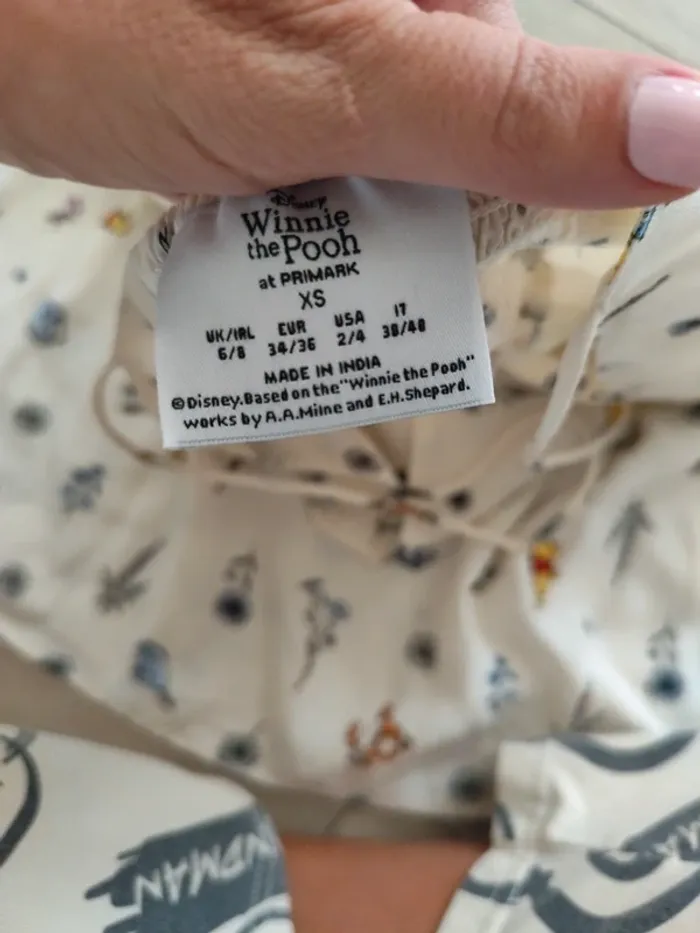 Disney
Winnie
the Pooh
at PRIMARK
XS
UK/IRL EUR USA IT
6/8 34/36 2/4 38/40
MADE IN INDIA
©Disney.Based on the "Winnie the Pooh"
works by A.A.Milne and E.H.Shepard.
NDMAN